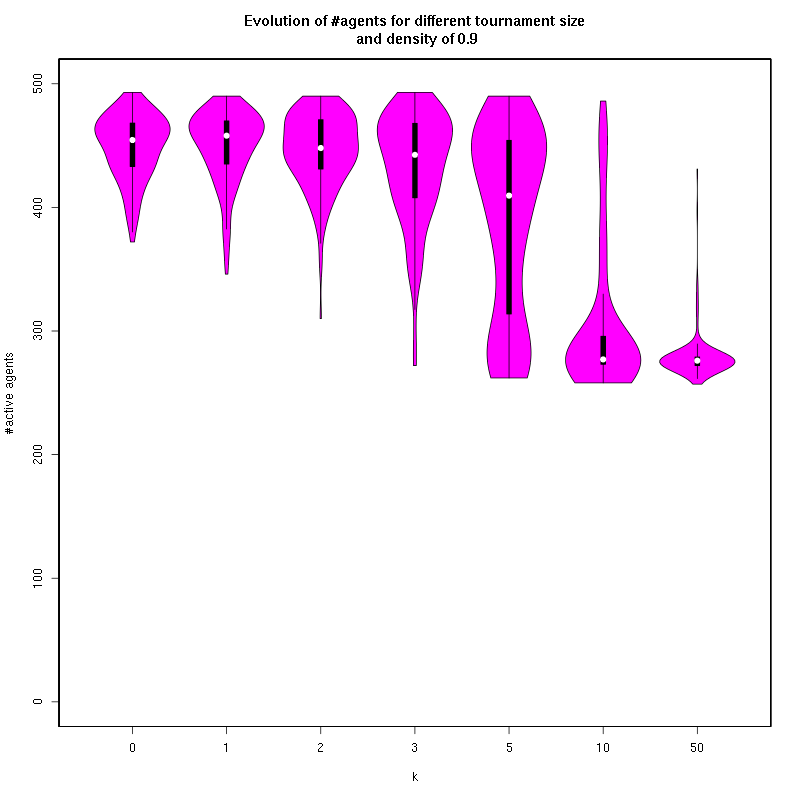 Evolution of #agents for different tournament size
and density of 0.9
500
400
300
200
100
0
#active agents
0 1 2 3 5 10 50
k